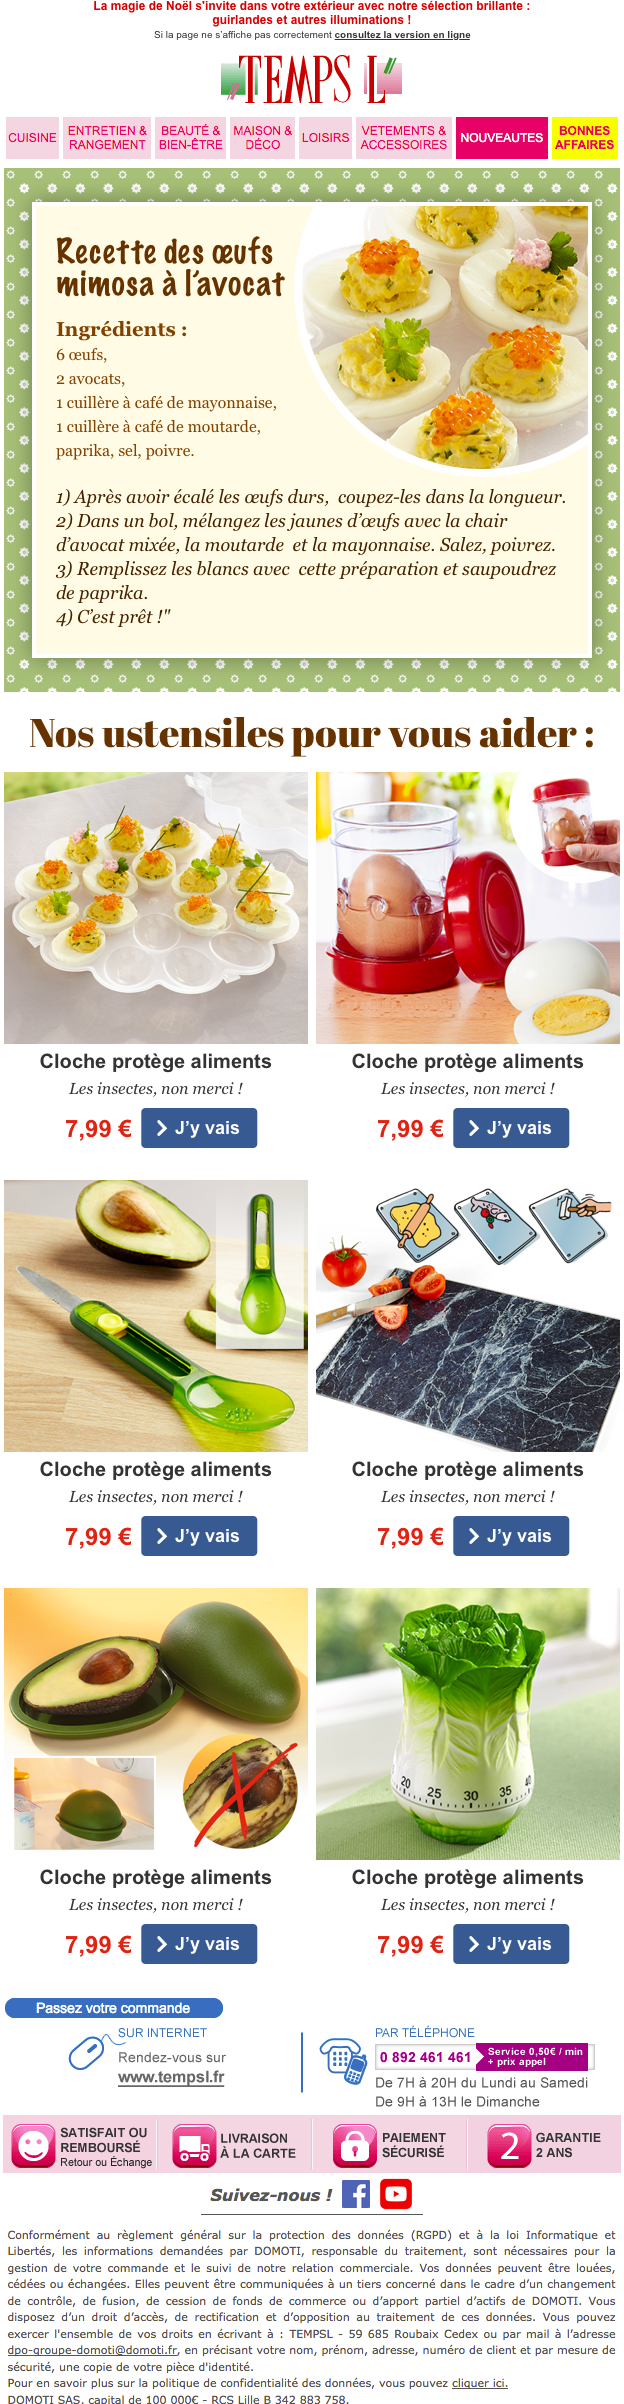 La magie de Noël s'invite dans votre extérieur avec notre sélection brillante :
guirlandes et autres illuminations !
Si la page ne s'affiche pas correctement consultez la version en ligne
TEMPS L
CUISINE
ENTRETIEN &
RANGEMENT
BEAUTÉ &
BIEN-ÊTRE
MAISON &
DÉCO
LOISIRS
VETEMENTS &
ACCESSOIRES
NOUVEAUTES
BONNES
AFFAIRES
Recette des œufs
mimosa à l'avocat
Ingrédients :
6 œufs,
2 avocats,
1 cuillère à café de mayonnaise,
1 cuillère à café de moutarde,
paprika, sel, poivre.
1) Après avoir écalé les œufs durs, coupez-les dans la longueur.
2) Dans un bol, mélangez les jaunes d'œufs avec la chair
d'avocat mixée, la moutarde et la mayonnaise. Salez, poivrez.
3) Remplissez les blancs avec cette préparation et saupoudrez
de paprika.
4) C'est prêt !"
Nos ustensiles pour vous aider :
Cloche protège aliments
Les insectes, non merci !
7,99 € J'y vais
Cloche protège aliments
Les insectes, non merci !
7,99 € J'y vais
Cloche protège aliments
Les insectes, non merci !
7,99 € J'y vais
Cloche protège aliments
Les insectes, non merci !
7,99 € J'y vais
20 25 30 35 40
Cloche protège aliments
Les insectes, non merci !
7,99 € J'y vais
Cloche protège aliments
Les insectes, non merci !
7,99 € J'y vais
Passez votre commande
SUR INTERNET
Rendez-vous sur
www.tempsl.fr
PAR TÉLÉPHONE
0 892 461 461
Service 0,50€ / min
+ prix appel
De 7H à 20H du Lundi au Samedi
De 9H à 13H le Dimanche
SATISFAIT OU
REMBOURSÉ
Retour ou Échange
LIVRAISON
À LA CARTE
PAIEMENT
SÉCURISÉ
2
GARANTIE
2 ANS
Suivez-nous !
Conformément au règlement général sur la protection des données (RGPD) et à la loi Informatique et
Libertés, les informations demandées par DOMOTI, responsable du traitement, sont nécessaires pour la
gestion de votre commande et le suivi de notre relation commerciale. Vos données peuvent être louées,
cédées ou échangées. Elles peuvent être communiquées à un tiers concerné dans le cadre d'un changement
de contrôle, de fusion, de cession de fonds de commerce ou d'apport partiel d'actifs de DOMOTI. Vous
disposez d'un droit d'accès, de rectification et d'opposition au traitement de ces données. Vous pouvez
exercer l'ensemble de vos droits en écrivant à : TEMPSL - 59 685 Roubaix Cedex ou par mail à l'adresse
dpo-groupe-domoti@domoti.fr, en précisant votre nom, prénom, adresse, numéro de client et par mesure de
sécurité, une copie de votre pièce d'identité.
Pour en savoir plus sur la politique de confidentialité des données, vous pouvez cliquer ici.
DOMOTI SAS, capital de 100 000€ - RCS Lille B 342 883 758.